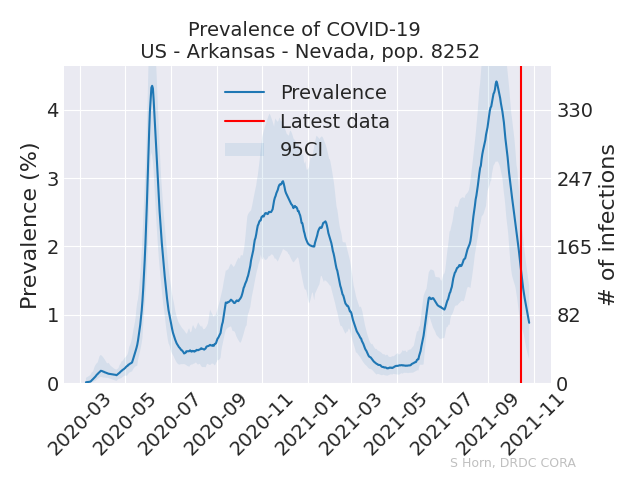 Prevalence of COVID-19
US - Arkansas - Nevada, pop. 8252
Prevalence
Latest data
95CI
Prevalence (%)
4
3
2
1
0
# of infections
330
247
165
82
0
2020-03
2020-05
2020-07
2020-09
2020-11
2021-01
2021-03
2021-05
2021-07
2021-09
2021-11
S Horn, DRDC CORA